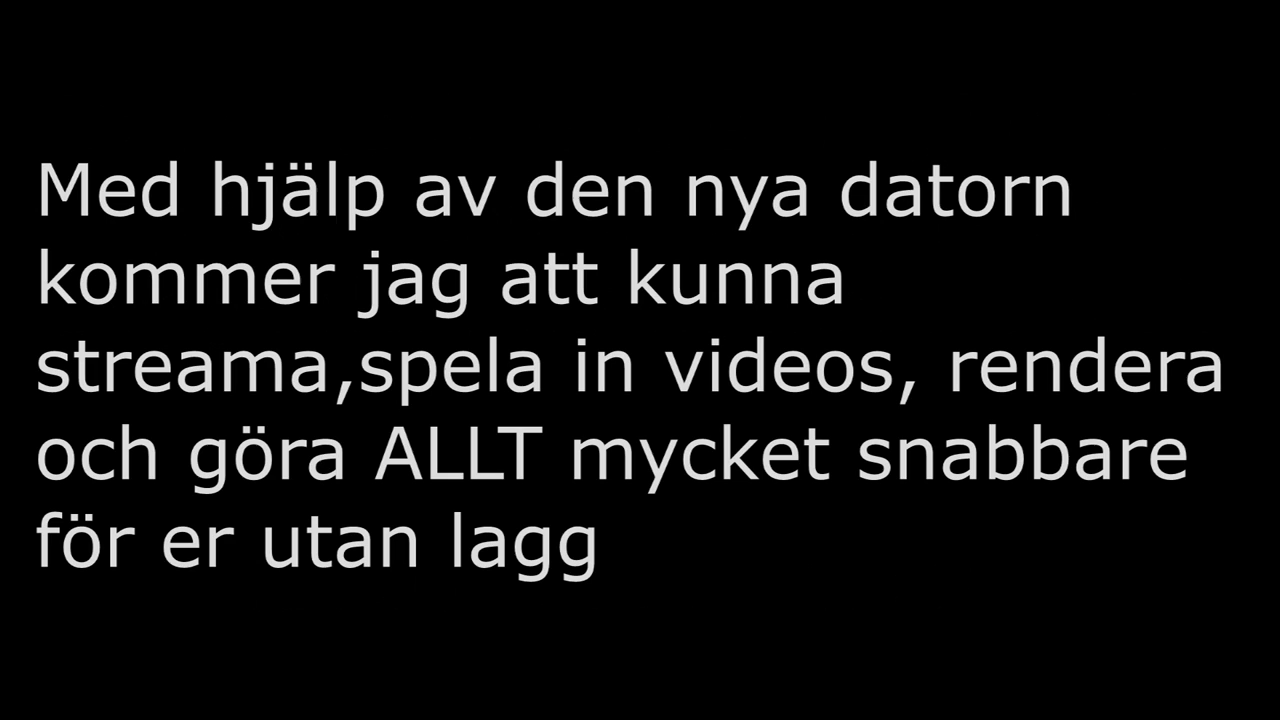 Med hjälp av den nya datorn
kommer jag att kunna
streama,spela in videos, rendera
och göra ALLT mycket snabbare
för er utan lagg